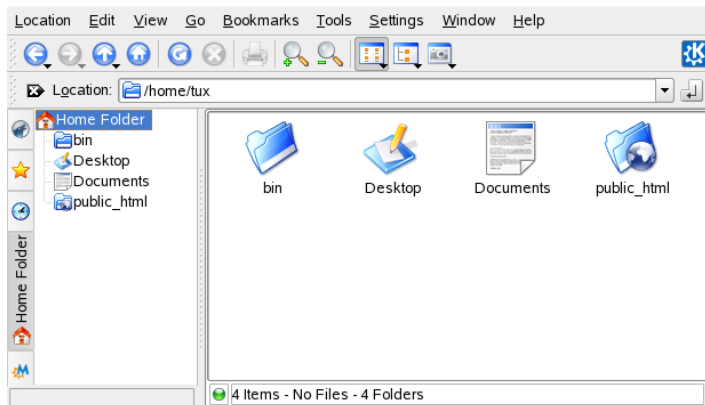 Location Edit View Go Bookmarks Tools Settings Window Help
Location: /home/tux
Home Folder
bin
Desktop
Documents
public_html
Home Folder
bin Desktop Documents public_html
4 Items - No Files - 4 Folders